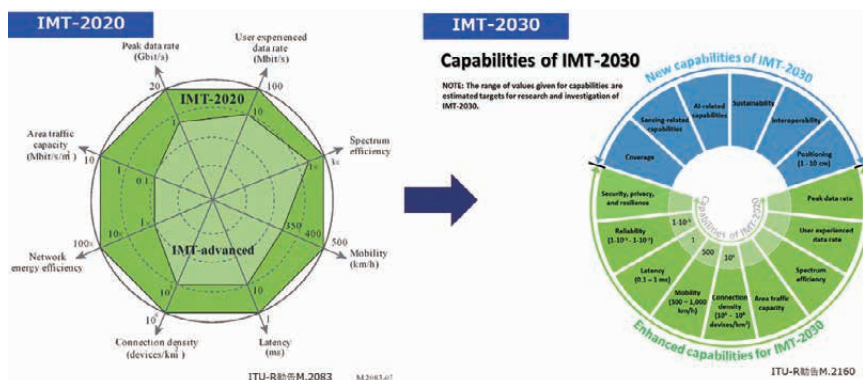 IMT-2020
Peak data rate
(Gbit/s)
User experienced
data rate
(Mbit/s)
20
IMT-2020
100
10
Area traffic
capacity
(Mbit/s/m²)
10
1
0.1
Spectrum
efficiency
3×
1×
IMT-advanced
Network
energy efficiency
100×
10×
1×
350
400
500
Mobility
(km/h)
Connection density
(devices/km²)
10
1
Latency
(ms)
ITU-R勧告M.2083
IMT-2030
Capabilities of IMT-2030
NOTE: The range of values given for capabilities are
estimated targets for research and investigation of
IMT-2030.
New capabilities of IMT-2030
Coverage
Sensing-related
capabilities
AI-related
capabilities
Sustainability
Interoperability
Positioning
(1 - 10 cm)
Security, privacy,
and resilience
Reliability
Latency
(0.1 – 1 ms)
Mobility
(500 – 1,000
km/h)
Connection
density
(10⁶ - 10⁸
devices/km²)
Area traffic
capacity
Spectrum
efficiency
User experienced
data rate
Peak data rate
1
500
10⁶
Capabilities of IMT-2020
Enhanced capabilities for IMT-2030
ITU-R勧告M.2160